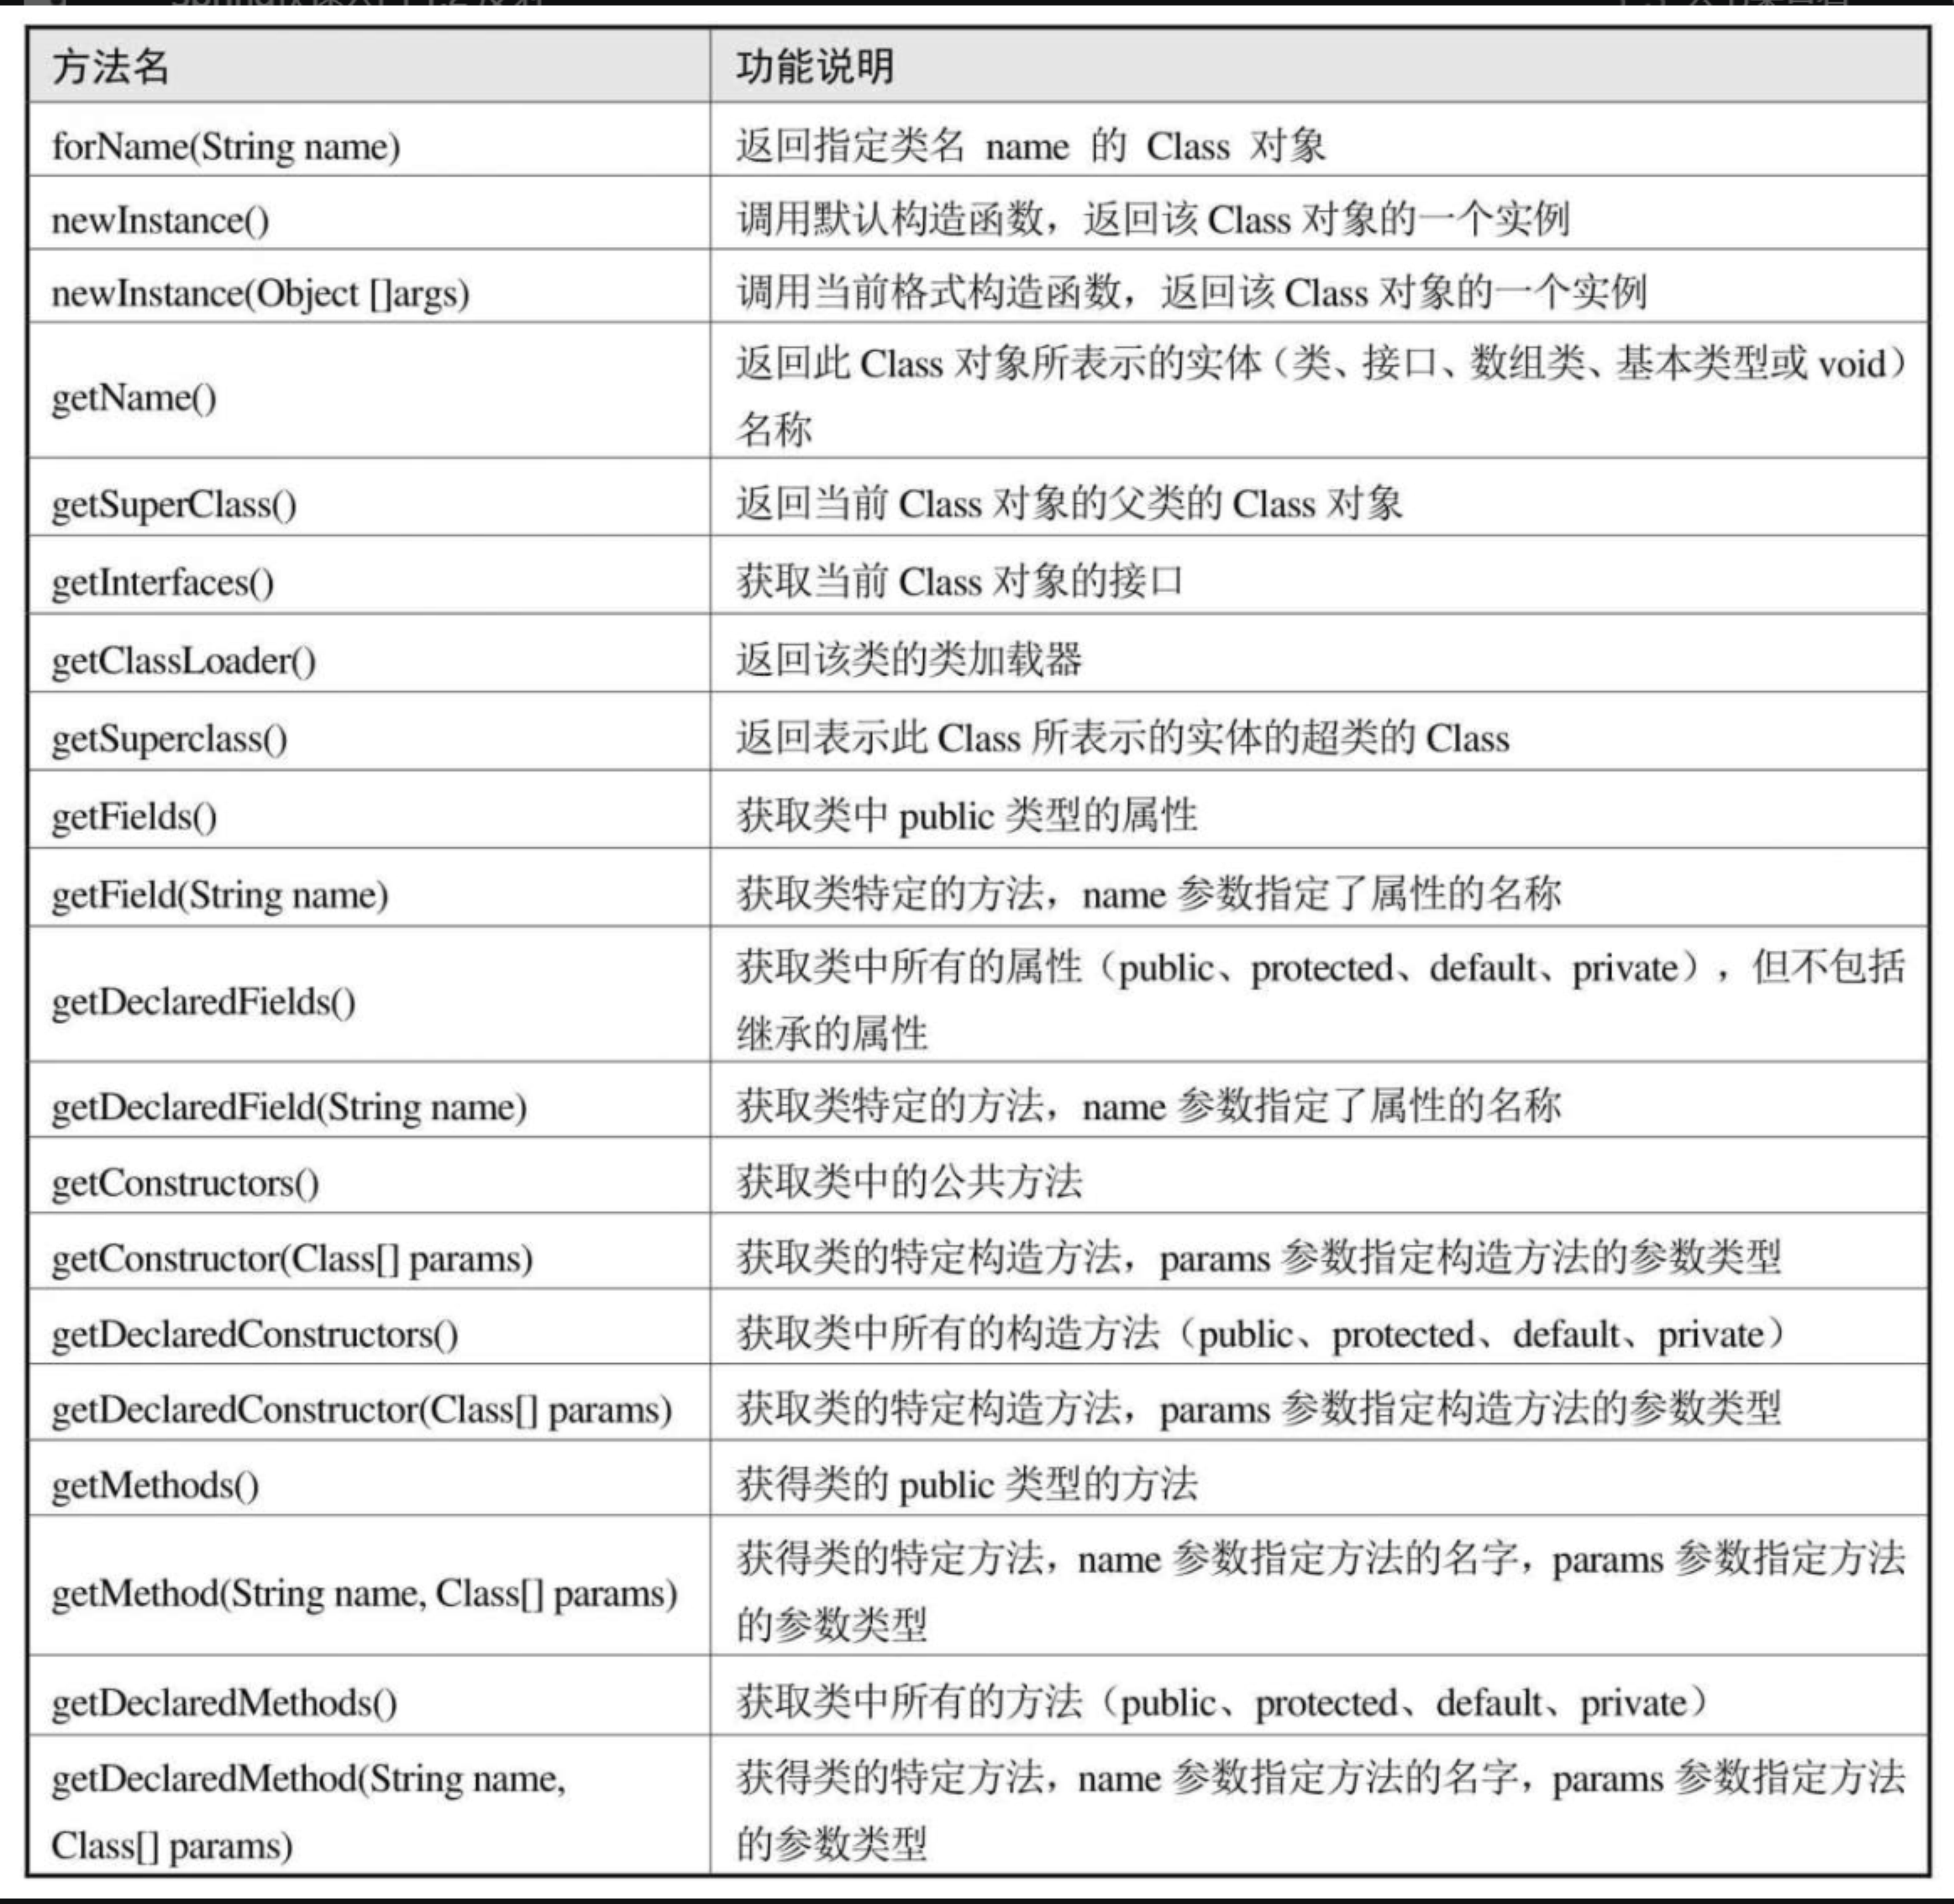 方法名 功能说明
forName(String name) 返回指定类名 name 的 Class 对象
newInstance() 调用默认构造函数，返回该 Class 对象的一个实例
newInstance(Object []args) 调用当前格式构造函数，返回该 Class 对象的一个实例
getName() 返回此 Class 对象所表示的实体（类、接口、数组类、基本类型或 void）
名称
getSuperClass() 返回当前 Class 对象的父类的 Class 对象
getInterfaces() 获取当前 Class 对象的接口
getClassLoader() 返回该类的类加载器
getSuperclass() 返回表示此 Class 所表示的实体的超类的 Class
getFields() 获取类中 public 类型的属性
getField(String name) 获取类特定的方法，name 参数指定了属性的名称
getDeclaredFields() 获取类中所有的属性（public、protected、default、private），但不包括
继承的属性
getDeclaredField(String name) 获取类特定的方法，name 参数指定了属性的名称
getConstructors() 获取类中的公共方法
getConstructor(Class[] params) 获取类的特定构造方法，params 参数指定构造方法的参数类型
getDeclaredConstructors() 获取类中所有的构造方法（public、protected、default、private）
getDeclaredConstructor(Class[] params) 获取类的特定构造方法，params 参数指定构造方法的参数类型
getMethods() 获得类的 public 类型的方法
getMethod(String name, Class[] params) 获得类的特定方法，name 参数指定方法的名字，params 参数指定方法
的参数类型
getDeclaredMethods() 获取类中所有的方法（public、protected、default、private）
getDeclaredMethod(String name, 获得类的特定方法，name 参数指定方法的名字，params 参数指定方法
Class[] params) 的参数类型